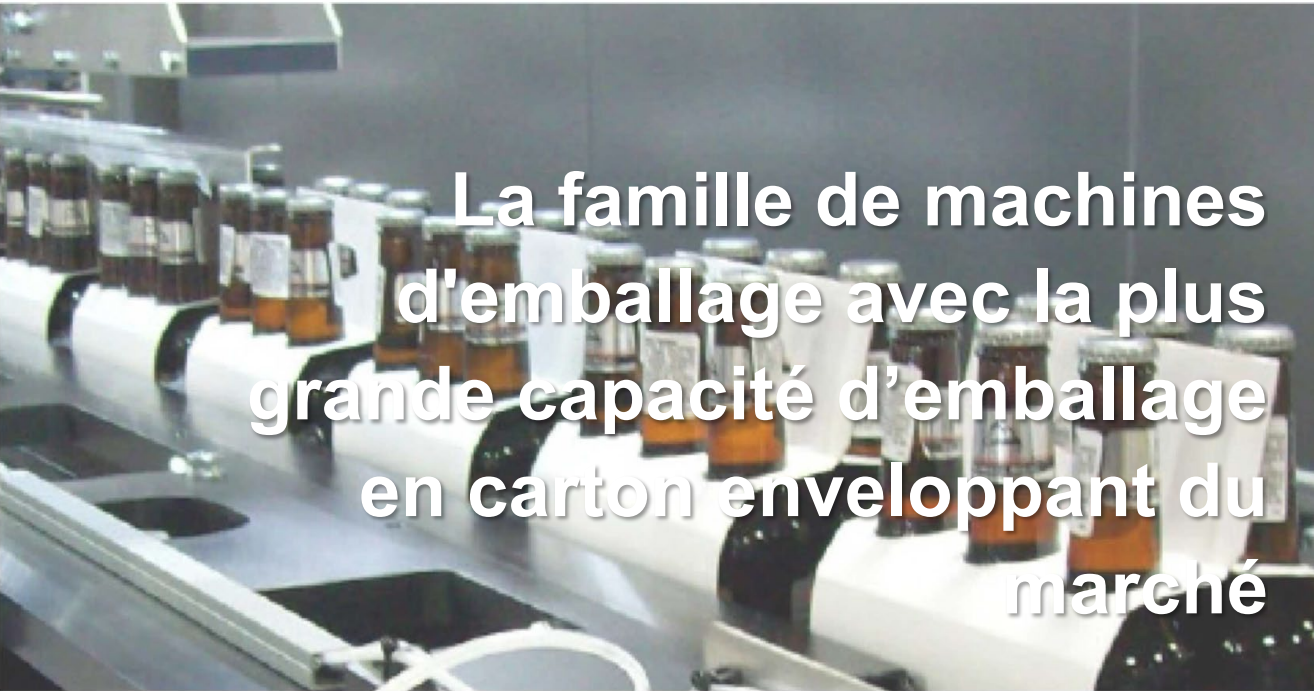 La famille de machines
d'emballage avec la plus
grande capacité d’emballage
en carton enveloppant du
marché